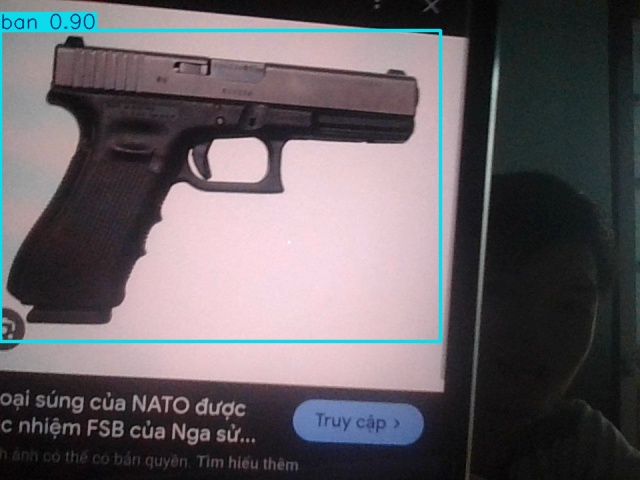 ban 0.90
oại súng của NATO được
c nhiệm FSB của Nga sử...
Truy cập >
h ảnh có thể có bản quyền. Tìm hiểu thêm